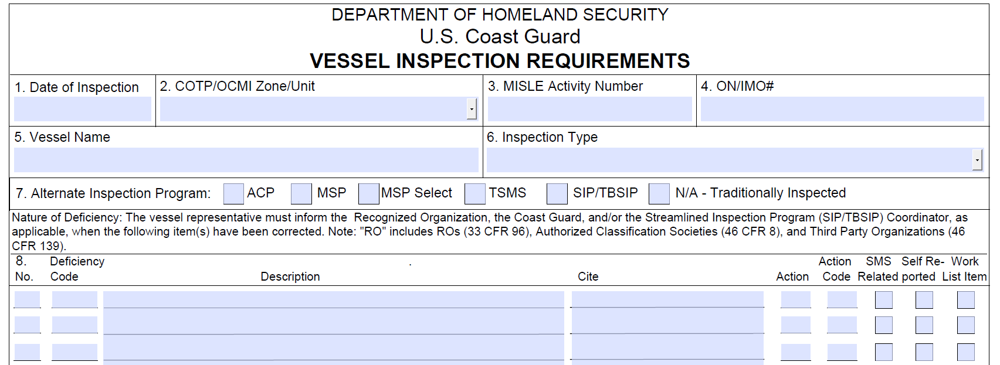 DEPARTMENT OF HOMELAND SECURITY
U.S. Coast Guard
VESSEL INSPECTION REQUIREMENTS
1. Date of Inspection 2. COTP/OCMI Zone/Unit 3. MISLE Activity Number 4. ON/IMO#
5. Vessel Name 6. Inspection Type
7. Alternate Inspection Program: ACP MSP MSP Select TSMS SIP/TBSIP N/A - Traditionally Inspected
Nature of Deficiency: The vessel representative must inform the Recognized Organization, the Coast Guard, and/or the Streamlined Inspection Program (SIP/TBSIP) Coordinator, as
applicable, when the following item(s) have been corrected. Note: "RO" includes ROs (33 CFR 96), Authorized Classification Societies (46 CFR 8), and Third Party Organizations (46
CFR 139).
8. Deficiency . Action SMS Self Re- Work
No. Code Description Cite Action Code Related ported List Item